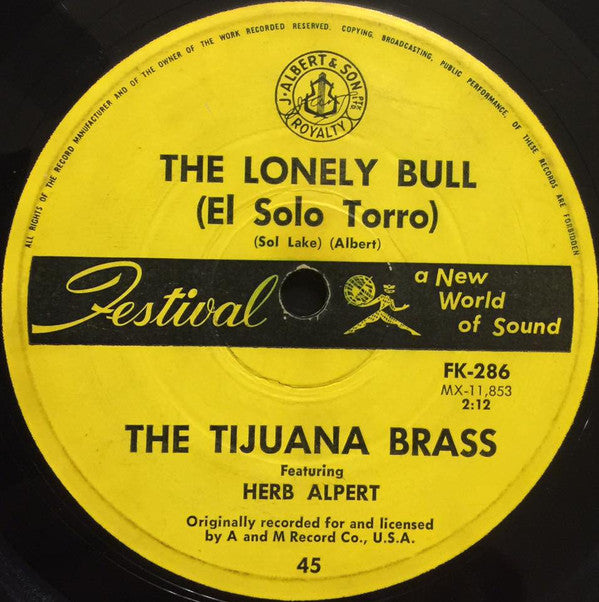 ALL RIGHTS OF THE RECORD MANUFACTURER AND OF THE OWNER OF THE WORK RECORDED RESERVED. COPYING, BROADCASTING, PUBLIC PERFORMANCE, OF THESE RECORDS ARE FORBIDDEN
J. ALBERT & SON PTY LTD
ROYALTY
THE LONELY BULL
(El Solo Torro)
(Sol Lake) (Albert)
Festival
a New
World
of Sound
FK-286
MX-11,853
2:12
THE TIJUANA BRASS
Featuring
HERB ALPERT
Originally recorded for and licensed
by A and M Record Co., U.S.A.
45